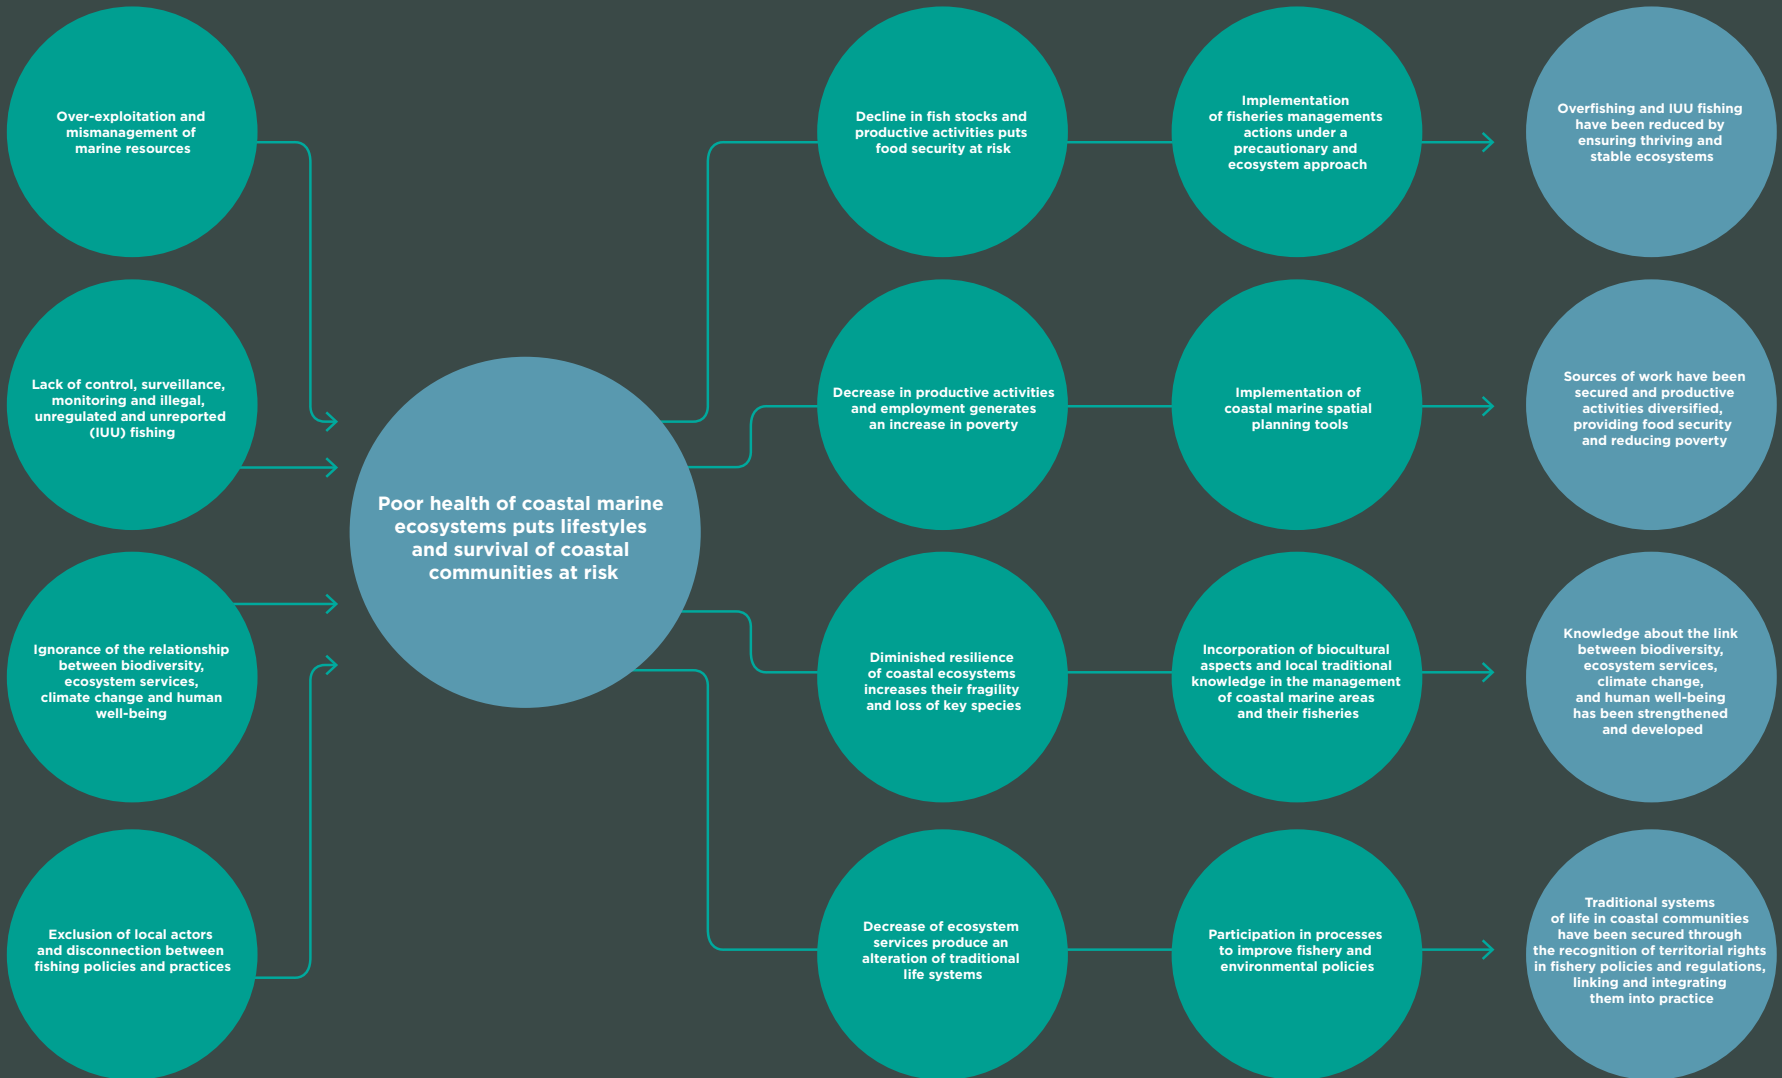 Over-exploitation and
mismanagement of
marine resources
Lack of control, surveillance,
monitoring and illegal,
unregulated and unreported
(IUU) fishing
Ignorance of the relationship
between biodiversity,
ecosystem services,
climate change and human
well-being
Exclusion of local actors
and disconnection between
fishing policies and practices
Poor health of coastal marine
ecosystems puts lifestyles
and survival of coastal
communities at risk
Decline in fish stocks and
productive activities puts
food security at risk
Implementation
of fisheries managements
actions under a
precautionary and
ecosystem approach
Overfishing and IUU fishing
have been reduced by
ensuring thriving and
stable ecosystems
Decrease in productive activities
and employment generates
an increase in poverty
Implementation of
coastal marine spatial
planning tools
Sources of work have been
secured and productive
activities diversified,
providing food security
and reducing poverty
Diminished resilience
of coastal ecosystems
increases their fragility
and loss of key species
Incorporation of biocultural
aspects and local traditional
knowledge in the management
of coastal marine areas
and their fisheries
Knowledge about the link
between biodiversity,
ecosystem services,
climate change,
and human well-being
has been strengthened
and developed
Decrease of ecosystem
services produce an
alteration of traditional
life systems
Participation in processes
to improve fishery and
environmental policies
Traditional systems
of life in coastal communities
have been secured through
the recognition of territorial rights
in fishery policies and regulations,
linking and integrating
them into practice